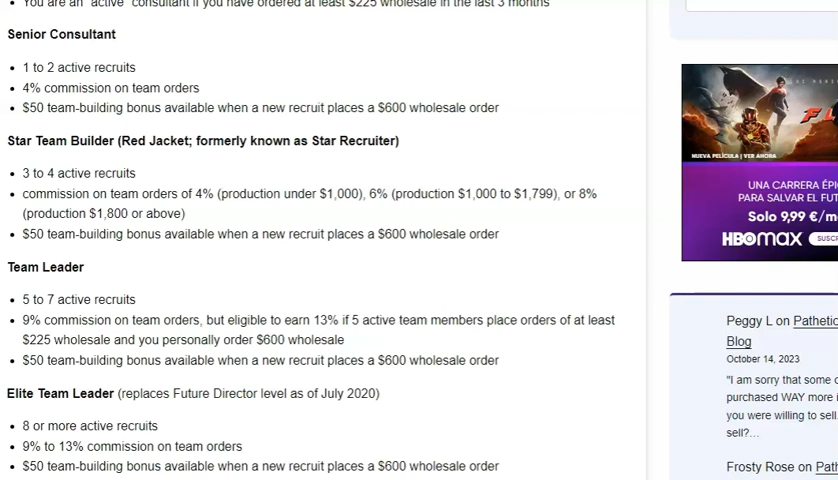 You are an "active" consultant if you have ordered at least $225 wholesale in the last 3 months
Senior Consultant
1 to 2 active recruits
4% commission on team orders
$50 team-building bonus available when a new recruit places a $600 wholesale order
Star Team Builder (Red Jacket; formerly known as Star Recruiter)
3 to 4 active recruits
commission on team orders of 4% (production under $1,000), 6% (production $1,000 to $1,799), or 8%
(production $1,800 or above)
$50 team-building bonus available when a new recruit places a $600 wholesale order
Team Leader
5 to 7 active recruits
9% commission on team orders, but eligible to earn 13% if 5 active team members place orders of at least
$225 wholesale and you personally order $600 wholesale
$50 team-building bonus available when a new recruit places a $600 wholesale order
Elite Team Leader (replaces Future Director level as of July 2020)
8 or more active recruits
9% to 13% commission on team orders
$50 team-building bonus available when a new recruit places a $600 wholesale order
FL
NUEVA PELÍCULA | VER AHORA
UNA CARRERA ÉPI
PARA SALVAR EL FUT
Solo 9,99 €/m
HBOmax SUSC
Peggy L on Pathetic
Blog
October 14, 2023
"I am sorry that some c
purchased WAY more i
you were willing to sell.
sell?...
Frosty Rose on Path